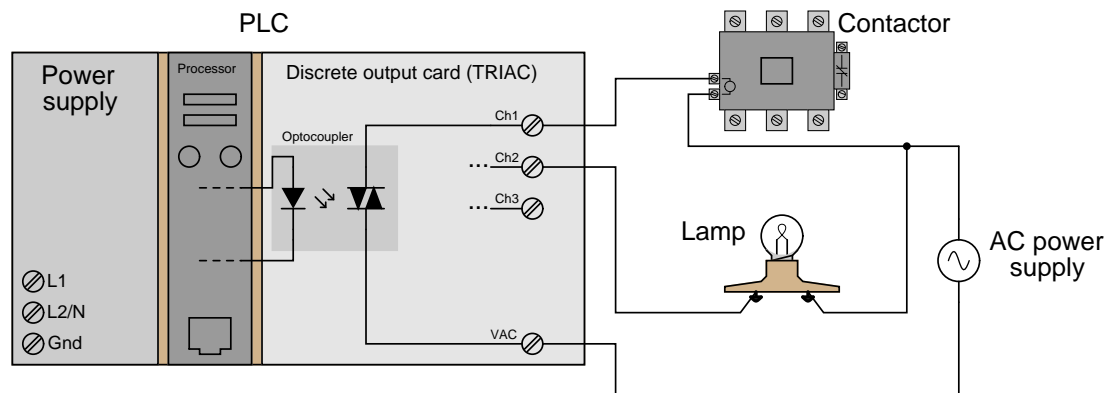 PLC
Contactor
Power
supply
Processor
Discrete output card (TRIAC)
Optocoupler
Ch1
Ch2
Ch3
Lamp
AC power
supply
L1
L2/N
Gnd
VAC